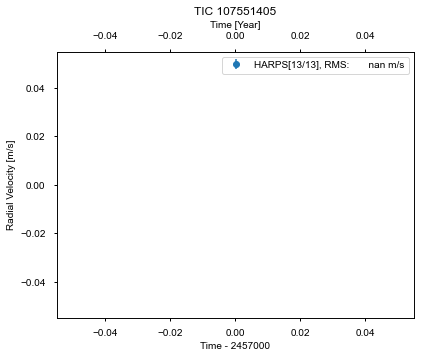 TIC 107551405
Time [Year]
−0.04 −0.02 0.00 0.02 0.04
HARPS[13/13], RMS: nan m/s
Radial Velocity [m/s]
0.04
0.02
0.00
−0.02
−0.04
−0.04 −0.02 0.00 0.02 0.04
Time - 2457000